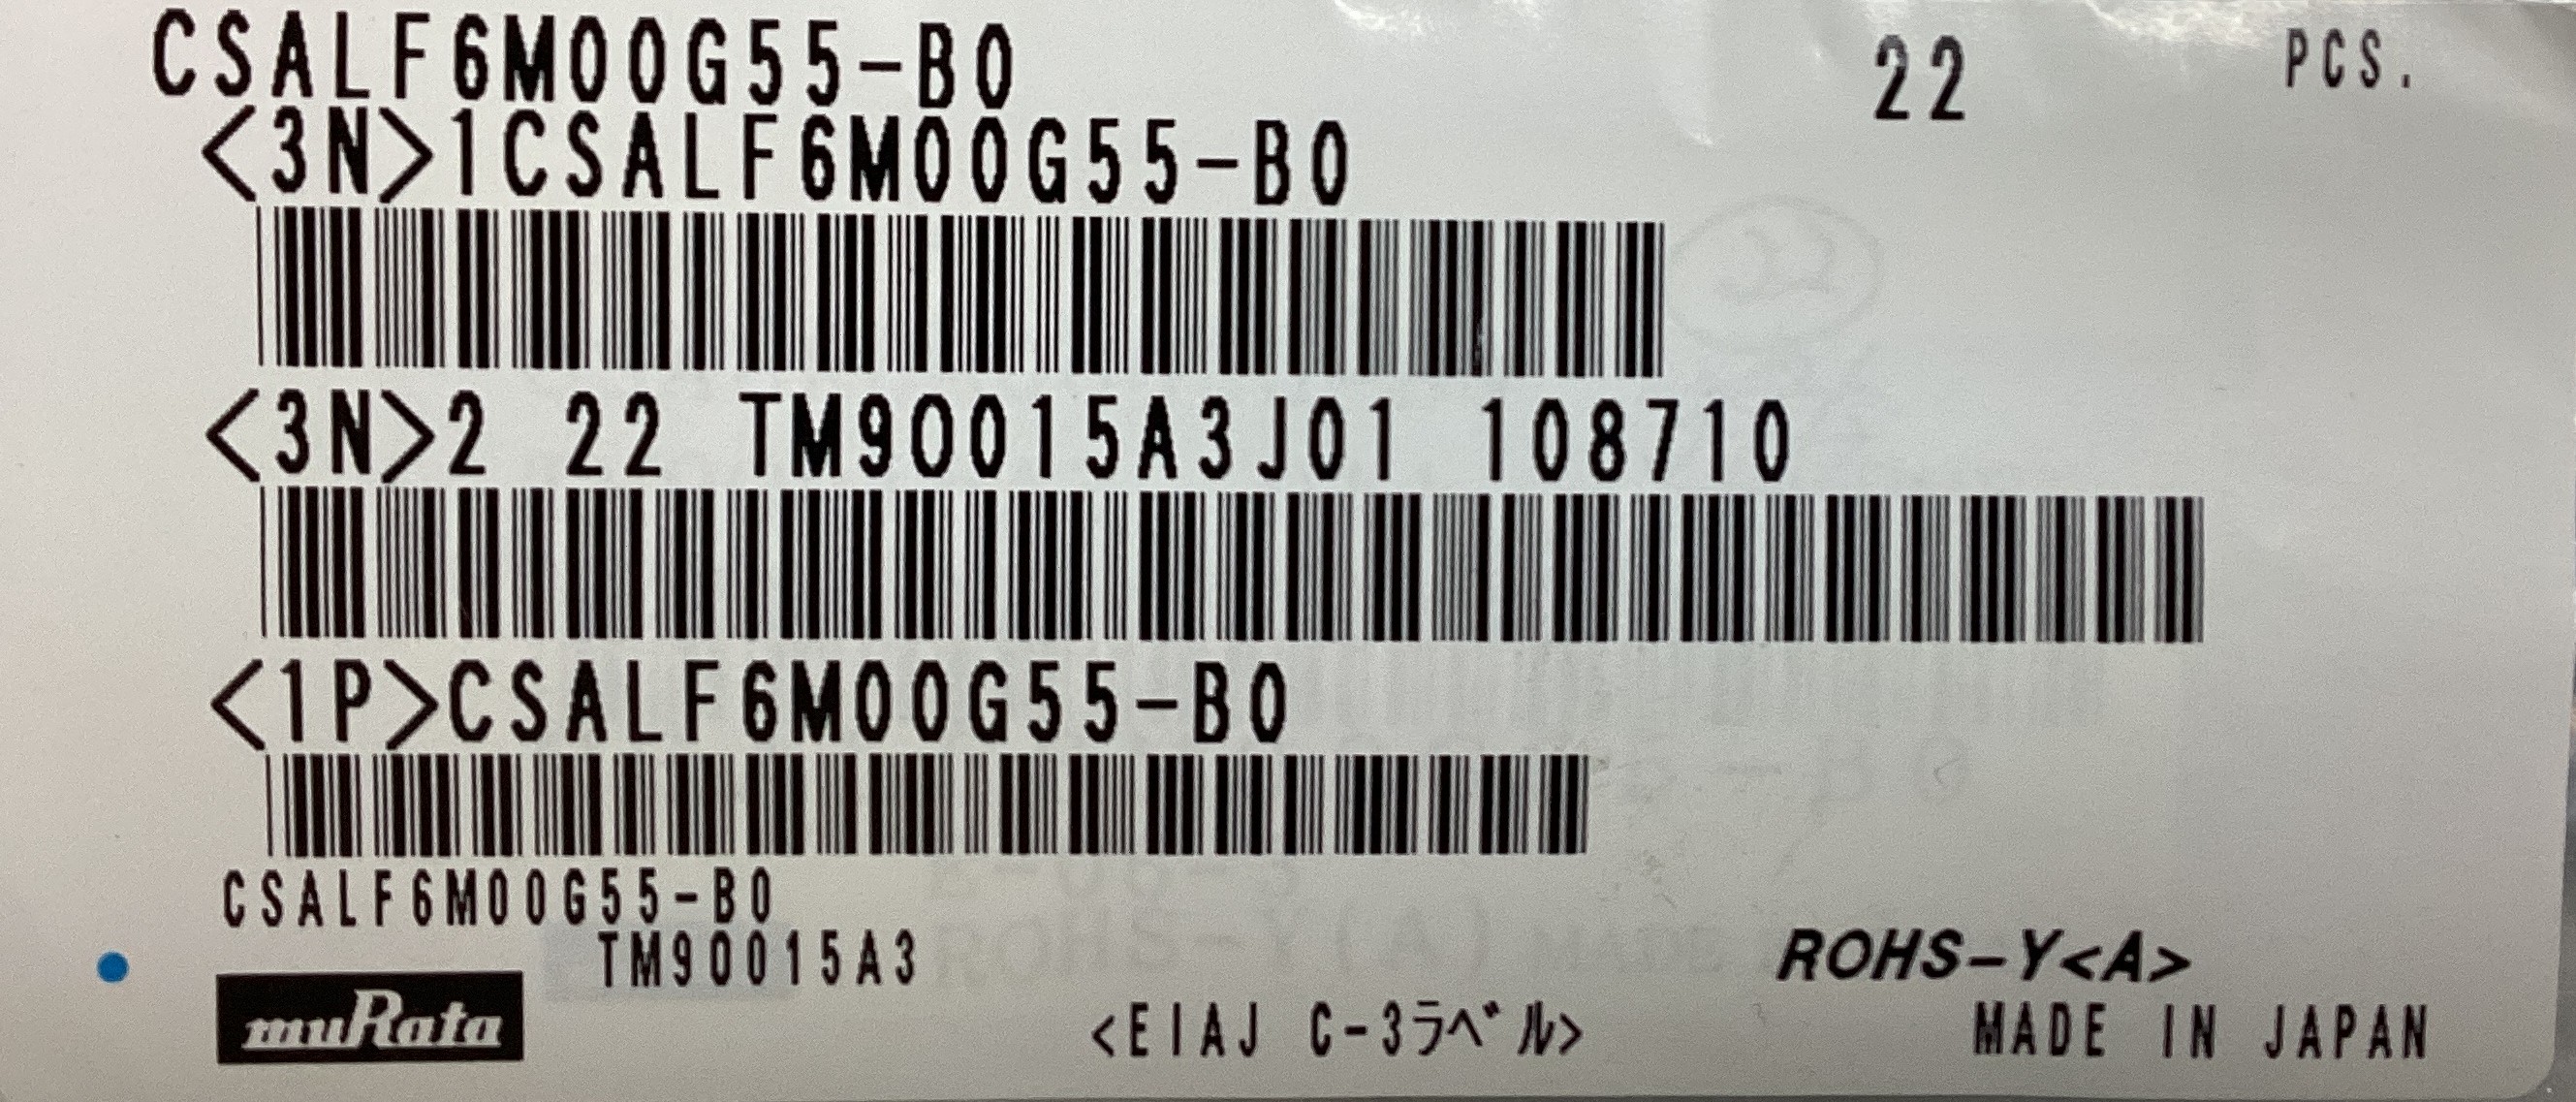 CSALF6M00G55-B0 22 PCS.
<3N>1CSALF6M00G55-B0
<3N>2 22 TM90015A3J01 108710
<1P>CSALF6M00G55-B0
CSALF6M00G55-B0
TM90015A3
ROHS-Y<A>
muRata
<EIAJ C-3ラベル>
MADE IN JAPAN